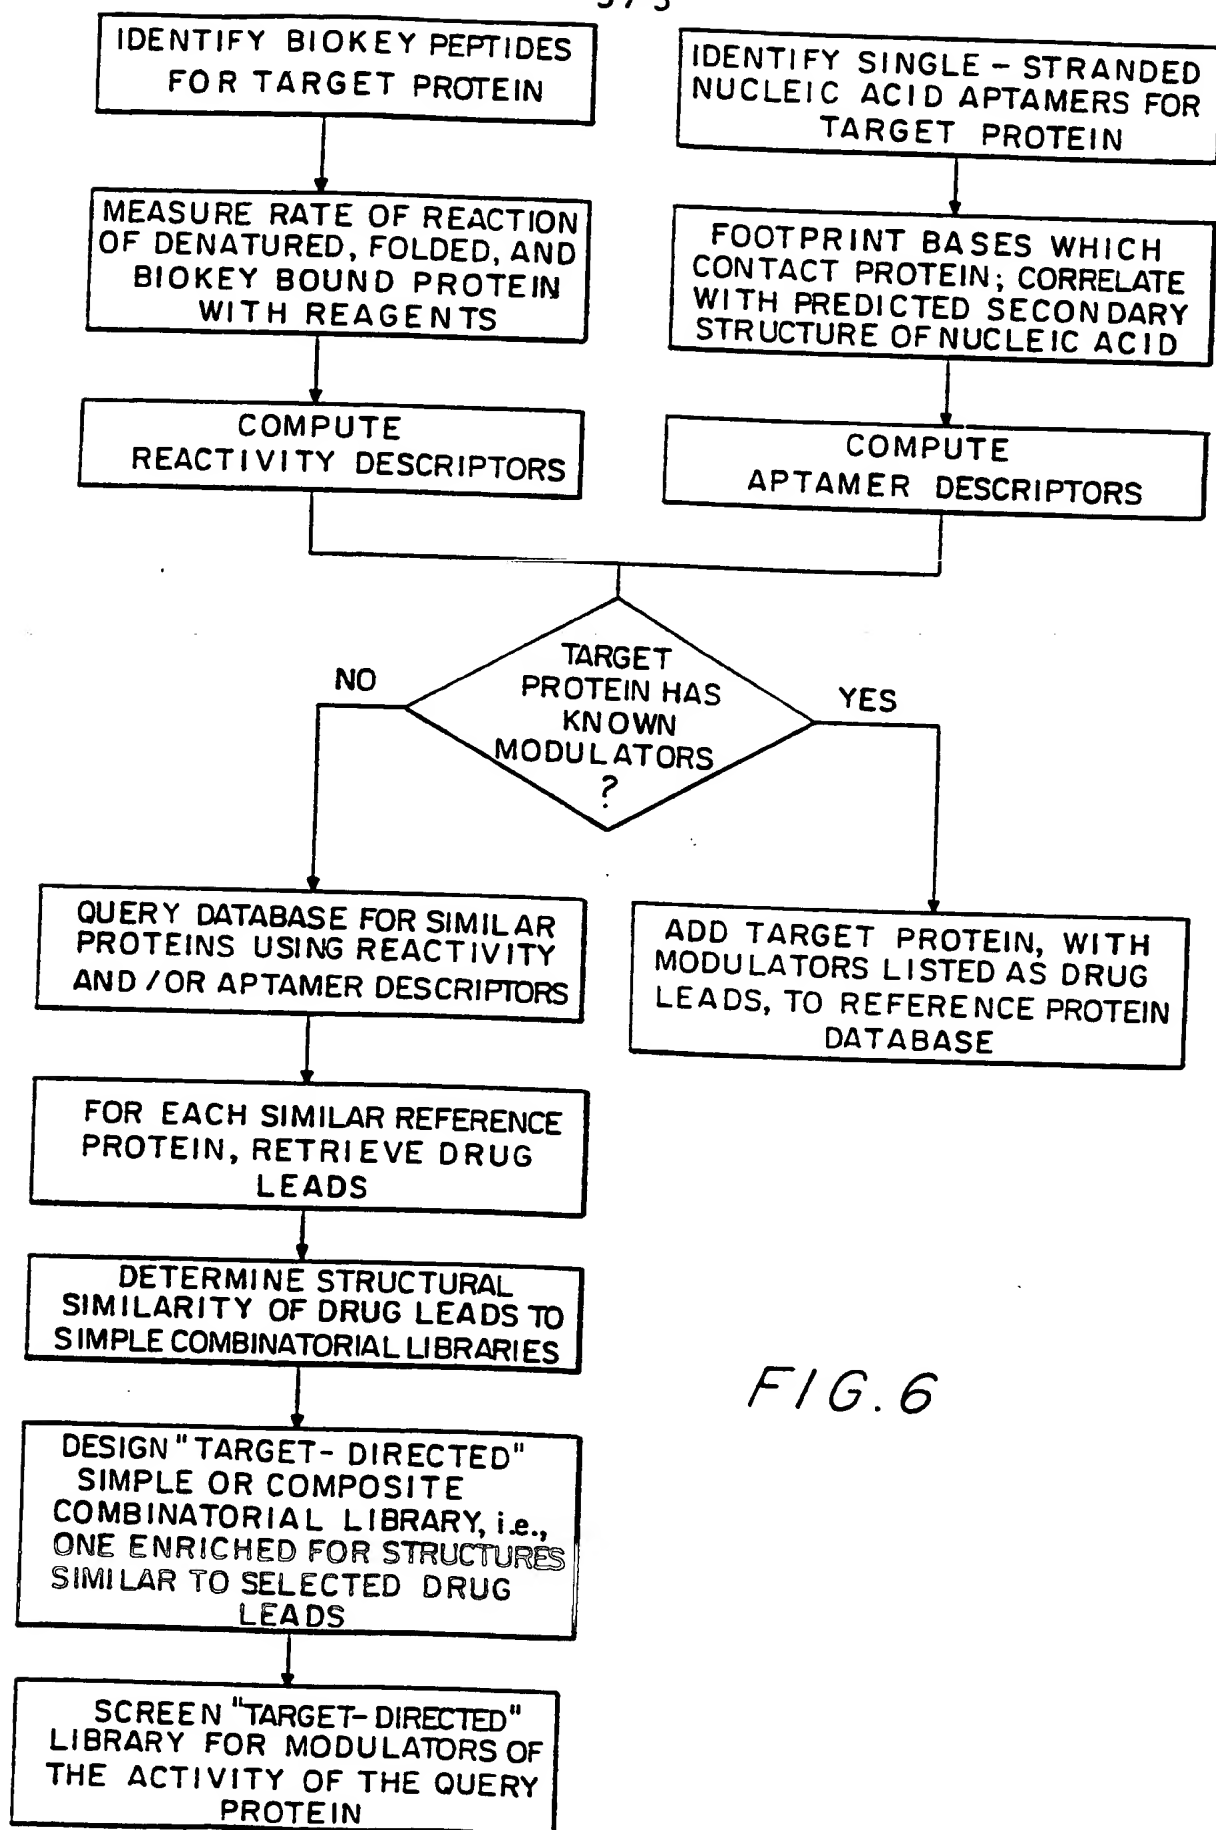 IDENTIFY BIOKEY PEPTIDES
FOR TARGET PROTEIN
MEASURE RATE OF REACTION
OF DENATURED, FOLDED, AND
BIOKEY BOUND PROTEIN
WITH REAGENTS
COMPUTE
REACTIVITY DESCRIPTORS
IDENTIFY SINGLE - STRANDED
NUCLEIC ACID APTAMERS FOR
TARGET PROTEIN
FOOTPRINT BASES WHICH
CONTACT PROTEIN; CORRELATE
WITH PREDICTED SECONDARY
STRUCTURE OF NUCLEIC ACID
COMPUTE
APTAMER DESCRIPTORS
TARGET
PROTEIN HAS
KNOWN
MODULATORS
?
NO
YES
QUERY DATABASE FOR SIMILAR
PROTEINS USING REACTIVITY
AND / OR APTAMER DESCRIPTORS
FOR EACH SIMILAR REFERENCE
PROTEIN, RETRIEVE DRUG
LEADS
DETERMINE STRUCTURAL
SIMILARITY OF DRUG LEADS TO
SIMPLE COMBINATORIAL LIBRARIES
DESIGN "TARGET- DIRECTED"
SIMPLE OR COMPOSITE
COMBINATORIAL LIBRARY, i.e.,
ONE ENRICHED FOR STRUCTURES
SIMILAR TO SELECTED DRUG
LEADS
SCREEN "TARGET- DIRECTED"
LIBRARY FOR MODULATORS OF
THE ACTIVITY OF THE QUERY
PROTEIN
ADD TARGET PROTEIN, WITH
MODULATORS LISTED AS DRUG
LEADS, TO REFERENCE PROTEIN
DATABASE
FIG. 6